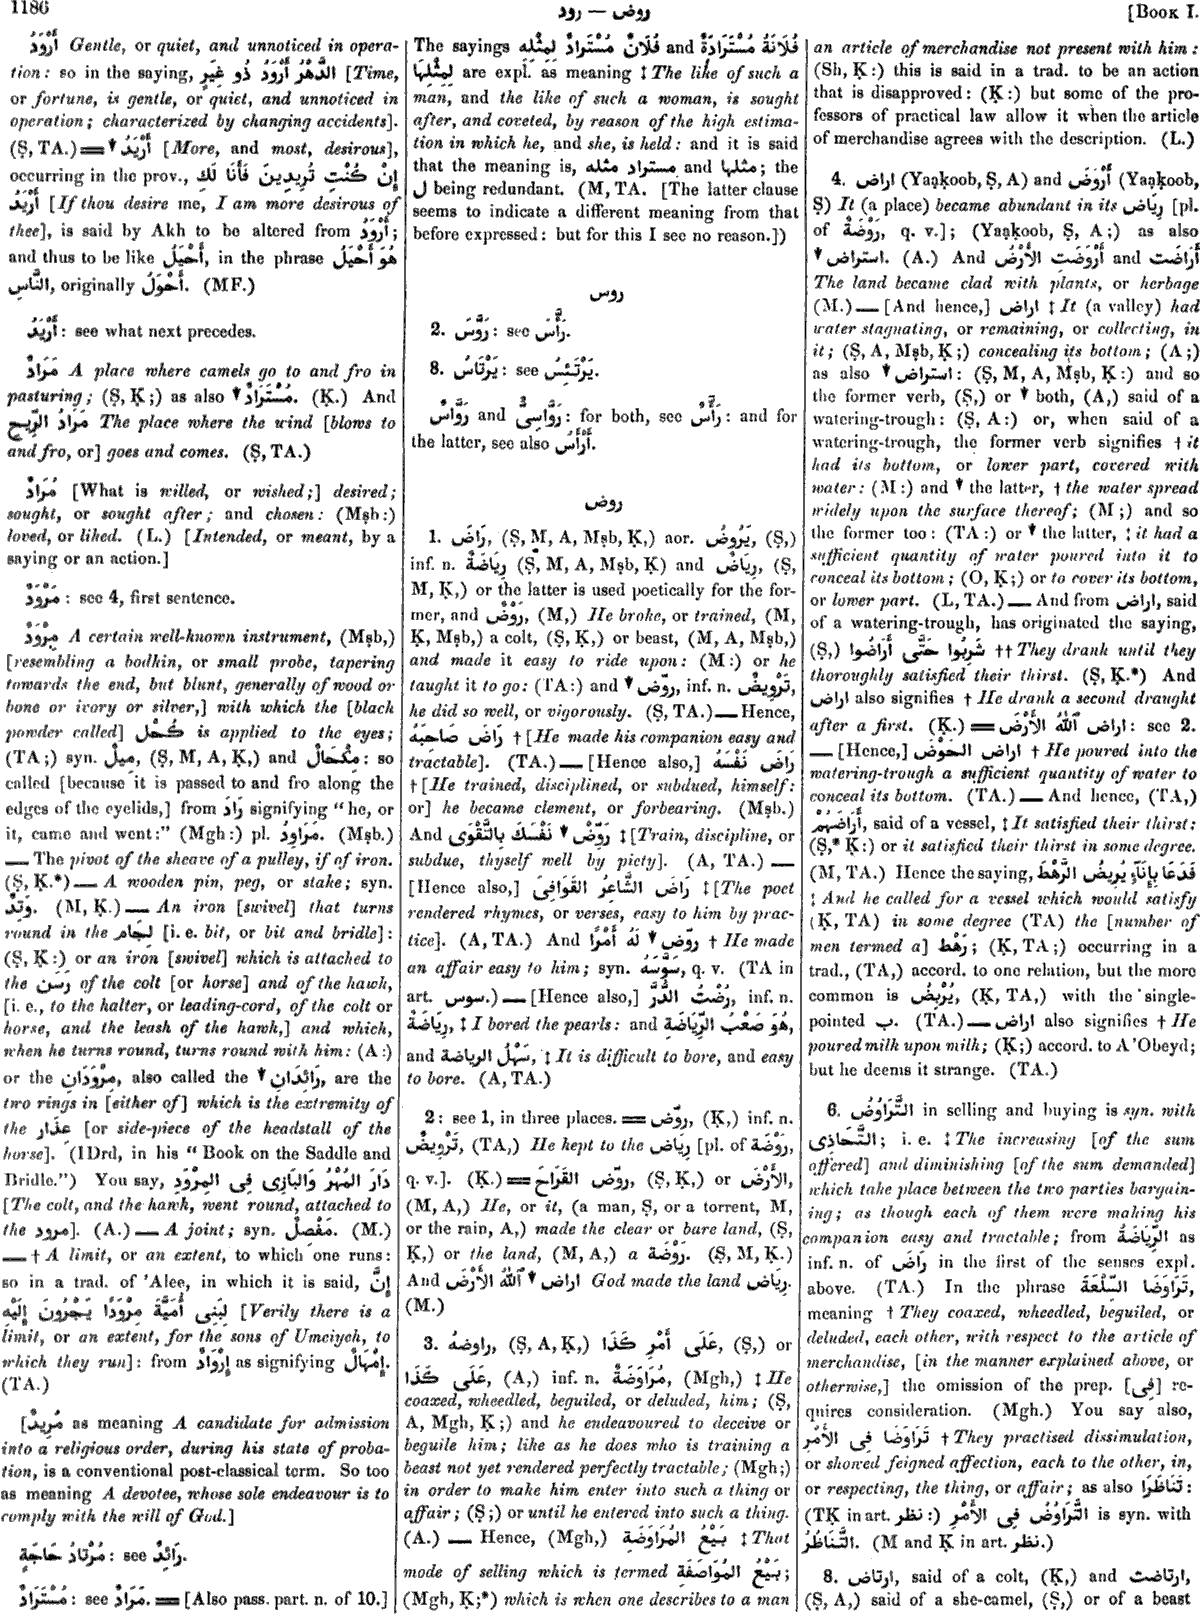 1186
روض — رود
[Book I.
أَرْوَدُ Gentle, or quiet, and unnoticed in opera-
tion: so in the saying, الدَّهْرُ أَرْوَدُ ذُو غِيَرٍ [Time,
or fortune, is gentle, or quiet, and unnoticed in
operation; characterized by changing accidents].
(Ṣ, TA.) ═ ▼ أَرْيَدُ [More, and most, desirous],
occurring in the prov., إِنْ كُنْتِ تُرِيدِينَ فَأَنَا لَكِ
أَرْيَدُ [If thou desire me, I am more desirous of
thee], is said by Akh to be altered from أَرْوَدُ;
and thus to be like أَحْيَلُ, in the phrase هُوَ أَحْيَلُ
النَّاسِ, originally أَحْوَلُ. (MF.)
أَرْيَدُ: see what next precedes.
مَرَادٌ A place where camels go to and fro in
pasturing; (Ṣ, Ḳ;) as also ▼ مُسْتَرَادٌ. (Ḳ.) And
مَرَادُ الرِّيحِ The place where the wind [blows to
and fro, or] goes and comes. (Ṣ, TA.)
مُرَادٌ [What is willed, or wished;] desired;
sought, or sought after; and chosen: (Mṣb:)
loved, or liked. (L.) [Intended, or meant, by a
saying or an action.]
مَرْوَدٌ: see 4, first sentence.
مِرْوَدٌ A certain well-known instrument, (Mṣb,)
[resembling a bodkin, or small probe, tapering
towards the end, but blunt, generally of wood or
bone or ivory or silver,] with which the [black
powder called] كُحْل is applied to the eyes;
(TA;) syn. مِيلٌ, (Ṣ, M, A, Ḳ,) and مِكْحَالٌ: so
called [because it is passed to and fro along the
edges of the eyelids,] from رَادَ signifying “he, or
it, came and went:” (Mgh:) pl. مَرَاوِدُ. (Mṣb.)
— The pivot of the sheave of a pulley, if of iron.
(Ṣ, Ḳ.*) — A wooden pin, peg, or stake; syn.
وَتِدٌ. (M, Ḳ.) — An iron [swivel] that turns
round in the لِجَام [i. e. bit, or bit and bridle]:
(Ṣ, Ḳ:) or an iron [swivel] which is attached to
the رَسَن of the colt [or horse] and of the hawk,
[i. e., to the halter, or leading-cord, of the colt or
horse, and the leash of the hawk,] and which,
when he turns round, turns round with him: (A:)
or the مِرْوَدَانِ, also called the ▼ رَائِدَانِ, are the
two rings in [either of] which is the extremity of
the عِذَار [or side-piece of the headstall of the
horse]. (IDrd, in his “Book on the Saddle and
Bridle.”) You say, دَارَ المُهْرُ وَالبَازِى فِى المِرْوَدِ
[The colt, and the hawk, went round, attached to
the مرود]. (A.) — A joint; syn. مَفْصِلٌ. (M.)
— † A limit, or an extent, to which one runs:
so in a trad. of ’Alee, in which it is said, إِنَّ
لِبَنِى أُمَيَّةَ مِرْوَدًا يَجْرُونَ إِلَيْهِ [Verily there is a
limit, or an extent, for the sons of Umeiyeh, to
which they run]: from إِرْوَادٌ as signifying إِمْهَالٌ.
(TA.)
[مُرِيدٌ as meaning A candidate for admission
into a religious order, during his state of proba-
tion, is a conventional post-classical term. So too
as meaning A devotee, whose sole endeavour is to
comply with the will of God.]
مُرْتَادُ حَاجَةٍ: see رَائِدٌ.
مُسْتَرَادٌ: see مَرَادٌ. ═ [Also pass. part. n. of 10.]
The sayings فُلَانٌ مُسْتَرَادٌ لِمِثْلِهِ and فُلَانَةُ مُسْتَرَادَةٌ
لِمِثْلِهَا are expl. as meaning ‡ The like of such a
man, and the like of such a woman, is sought
after, and coveted, by reason of the high estima-
tion in which he, and she, is held: and it is said
that the meaning is, مستراد مثله and مثلها; the
ل being redundant. (M, TA. [The latter clause
seems to indicate a different meaning from that
before expressed: but for this I see no reason.])
روس
2. رَوَّسَ: see رَأَّسَ.
8. يَرْتَاسُ: see يَرْتَئِسُ.
رَوَّاسٌ and رَوَّاسِىٌّ: for both, see رَأَّسٌ: and for
the latter, see also أَرْأَسُ.
روض
1. رَاضَ, (Ṣ, M, A, Mṣb, Ḳ,) aor. يَرُوضُ, (Ṣ,)
inf. n. رِيَاضَةٌ (Ṣ, M, A, Mṣb, Ḳ) and رِيَاضٌ, (Ṣ,
M, Ḳ,) or the latter is used poetically for the for-
mer, and رَوْضٌ, (M,) He broke, or trained, (M,
Ḳ, Mṣb,) a colt, (Ṣ, Ḳ,) or beast, (M, A, Mṣb,)
and made it easy to ride upon: (M:) or he
taught it to go: (TA:) and ▼ روّض, inf. n. تَرْوِيضٌ,
he did so well, or vigorously. (Ṣ, TA.) — Hence,
رَاضَ صَاحِبَهُ † [He made his companion easy and
tractable]. (TA.) — [Hence also,] رَاضَ نَفْسَهُ
† [He trained, disciplined, or subdued, himself:
or] he became clement, or forbearing. (Mṣb.)
And رَوِّضْ ▼ نَفْسَكَ بِالتَّقْوَى ‡ [Train, discipline, or
subdue, thyself well by piety]. (A, TA.) —
[Hence also,] رَاضَ الشَّاعِرُ القَوَافِىَ ‡ [The poet
rendered rhymes, or verses, easy to him by prac-
tice]. (A, TA.) And روّض ▼ لَهُ أَمْرًا † He made
an affair easy to him; syn. سَوَّسَهُ, q. v. (TA in
art. سوس.) — [Hence also,] رُضْتُ الدُّرَّ, inf. n.
رِيَاضَةٌ, ‡ I bored the pearls: and هُوَ صَعْبُ الرِّيَاضَةِ,
and سَهْلُ الرياضة, ‡ It is difficult to bore, and easy
to bore. (A, TA.)
2: see 1, in three places. ═ روّض, (Ḳ,) inf. n.
تَرْوِيضٌ, (TA,) He kept to the رِيَاض [pl. of رَوْضَة,
q. v.]. (Ḳ.) ═ روّض القَرَاحَ, (Ṣ, Ḳ,) or الأَرْضَ,
(M, A,) He, or it, (a man, Ṣ, or a torrent, M,
or the rain, A,) made the clear or bare land, (Ṣ,
Ḳ,) or the land, (M, A,) a رَوْضَة. (Ṣ, M, Ḳ.)
And اراض ▼ ٱللّٰهُ الأَرْضَ God made the land رِيَاض.
(M.)
3. راوضهُ, (Ṣ, A, Ḳ,) عَلَى أَمْرِ كَذَا, (Ṣ,) or
عَلَى كَذَا, (A,) inf. n. مُرَاوَضَةٌ, (Mgh,) ‡ He
coaxed, wheedled, beguiled, or deluded, him; (Ṣ,
A, Mgh, Ḳ;) and he endeavoured to deceive or
beguile him; like as he does who is training a
beast not yet rendered perfectly tractable; (Mgh;)
in order to make him enter into such a thing or
affair; (Ṣ;) or until he entered into such a thing.
(A.) — Hence, (Mgh,) بَيْعُ المُرَاوَضَةِ ‡ That
mode of selling which is termed بَيْعُ المُوَاصَفَةِ;
(Mgh, Ḳ;*) which is when one describes to a man
an article of merchandise not present with him:
(Sh, Ḳ:) this is said in a trad. to be an action
that is disapproved: (Ḳ:) but some of the pro-
fessors of practical law allow it when the article
of merchandise agrees with the description. (L.)
4. اراض (Yaạḳoob, Ṣ, A) and أَرْوَضَ (Yaạḳoob,
Ṣ) It (a place) became abundant in its رِيَاض [pl.
of رَوْضَة, q. v.]; (Yaạḳoob, Ṣ, A;) as also
▼ استراض. (A.) And أَرْوَضَتِ الأَرْضُ and أَرَاضَت
The land became clad with plants, or herbage
(M.) — [And hence,] اراض ‡ It (a valley) had
water stagnating, or remaining, or collecting, in
it; (Ṣ, A, Mṣb, Ḳ;) concealing its bottom; (A;)
as also ▼ استراض: (Ṣ, M, A, Mṣb, Ḳ:) and so
the former verb, (Ṣ,) or ▼ both, (A,) said of a
watering-trough: (Ṣ, A:) or, when said of a
watering-trough, the former verb signifies † it
had its bottom, or lower part, covered with
water: (M:) and ▼ the latter, † the water spread
widely upon the surface thereof; (M;) and so
the former too: (TA:) or ▼ the latter, ‡ it had a
sufficient quantity of water poured into it to
conceal its bottom; (O, Ḳ;) or to cover its bottom,
or lower part. (L, TA.) — And from اراض, said
of a watering-trough, has originated the saying,
(Ṣ,) شَرِبُوا حَتَّى أَرَاضُوا †† They drank until they
thoroughly satisfied their thirst. (Ṣ, Ḳ.*) And
اراض also signifies † He drank a second draught
after a first. (Ḳ.) ═ اراض ٱللّٰهُ الأَرْضَ: see 2.
— [Hence,] اراض الحَوْضَ † He poured into the
watering-trough a sufficient quantity of water to
conceal its bottom. (TA.) — And hence, (TA,)
أَرَاضَهُمْ, said of a vessel, ‡ It satisfied their thirst:
(Ṣ,* Ḳ:) or it satisfied their thirst in some degree.
(M, TA.) Hence the saying, فَدَعَا بِإِنَآءٍ يُرِيضُ الرَّهْطَ
‡ And he called for a vessel which would satisfy
(Ḳ, TA) in some degree (TA) the [number of
men termed a] رَهْط; (Ḳ, TA;) occurring in a
trad., (TA,) accord. to one relation, but the more
common is يُرْبِضُ, (Ḳ, TA,) with the single-
pointed ب. (TA.) — اراض also signifies † He
poured milk upon milk; (Ḳ;) accord. to A’Obeyd;
but he deems it strange. (TA.)
6. التَّرَاوُضُ in selling and buying is syn. with
التَّحَاذِى; i. e. ‡ The increasing [of the sum
offered] and diminishing [of the sum demanded]
which take place between the two parties bargain-
ing; as though each of them were making his
companion easy and tractable; from الرِّيَاضَةُ as
inf. n. of رَاضَ in the first of the senses expl.
above. (TA.) In the phrase تَرَاوَضَا السِّلْعَةَ,
meaning † They coaxed, wheedled, beguiled, or
deluded, each other, with respect to the article of
merchandise, [in the manner explained above, or
otherwise,] the omission of the prep. [فِى] re-
quires consideration. (Mgh.) You say also,
تَرَاوَضَا فِى الأَمْرِ † They practised dissimulation,
or showed feigned affection, each to the other, in,
or respecting, the thing, or affair; as also تَنَاظَرَا:
(TḲ in art. نظر:) التَّرَاوُضُ فِى الأَمْرِ is syn. with
التَّنَاظُرُ. (M and Ḳ in art. نظر.)
8. ارتاض, said of a colt, (Ḳ,) and ارتاضت,
(Ṣ, A,) said of a she-camel, (Ṣ,) or of a beast